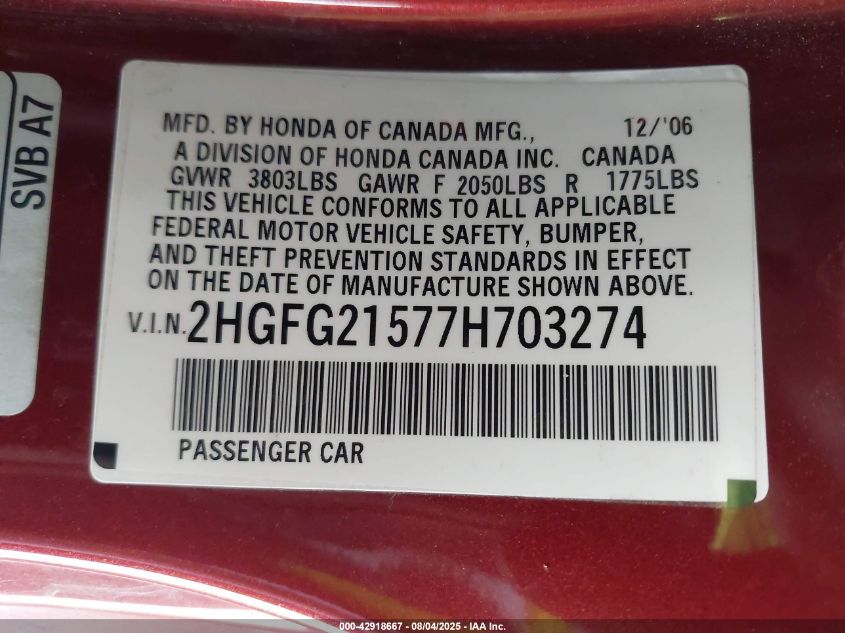 SVB A7
MFD. BY HONDA OF CANADA MFG., 12/'06
A DIVISION OF HONDA CANADA INC. CANADA
GVWR 3803LBS GAWR F 2050LBS R 1775LBS
THIS VEHICLE CONFORMS TO ALL APPLICABLE
FEDERAL MOTOR VEHICLE SAFETY, BUMPER,
AND THEFT PREVENTION STANDARDS IN EFFECT
ON THE DATE OF MANUFACTURE SHOWN ABOVE.
V.I.N. 2HGFG21577H703274
PASSENGER CAR
000-42918667 - 08/04/2025 - IAA Inc.